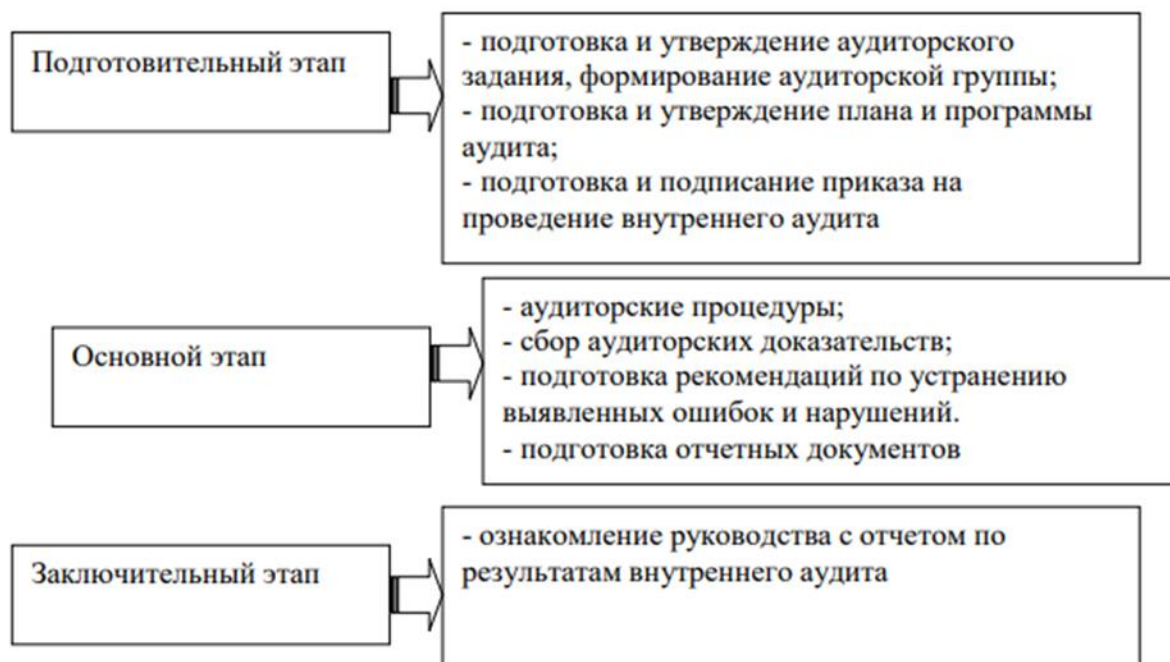 Подготовительный этап
- подготовка и утверждение аудиторского
задания, формирование аудиторской группы;
- подготовка и утверждение плана и программы
аудита;
- подготовка и подписание приказа на
проведение внутреннего аудита
Основной этап
- аудиторские процедуры;
- сбор аудиторских доказательств;
- подготовка рекомендаций по устранению
выявленных ошибок и нарушений.
- подготовка отчетных документов
Заключительный этап
- ознакомление руководства с отчетом по
результатам внутреннего аудита